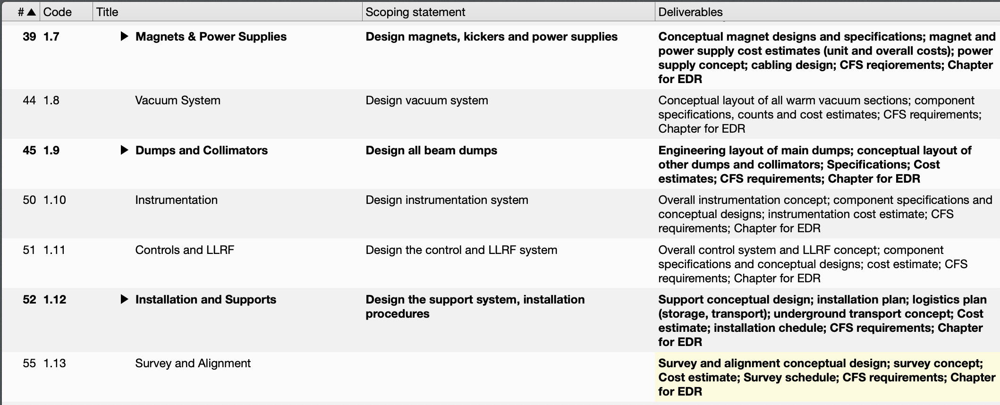 # ▲ Code Title Scoping statement Deliverables
39 1.7 ▶ Magnets & Power Supplies Design magnets, kickers and power supplies Conceptual magnet designs and specifications; magnet and
power supply cost estimates (unit and overall costs); power
supply concept; cabling design; CFS reqiorements; Chapter
for EDR
44 1.8 Vacuum System Design vacuum system Conceptual layout of all warm vacuum sections; component
specifications, counts and cost estimates; CFS requirements;
Chapter for EDR
45 1.9 ▶ Dumps and Collimators Design all beam dumps Engineering layout of main dumps; conceptual layout of
other dumps and collimators; Specifications; Cost
estimates; CFS requirements; Chapter for EDR
50 1.10 Instrumentation Design instrumentation system Overall instrumentation concept; component specifications and
conceptual designs; instrumentation cost estimate; CFS
requirements; Chapter for EDR
51 1.11 Controls and LLRF Design the control and LLRF system Overall control system and LLRF concept; component
specifications and conceptual designs; cost estimate; CFS
requirements; Chapter for EDR
52 1.12 ▶ Installation and Supports Design the support system, installation Support conceptual design; installation plan; logistics plan
procedures (storage, transport); underground transport concept; Cost
estimate; installation chedule; CFS requirements; Chapter
for EDR
55 1.13 Survey and Alignment Survey and alignment conceptual design; survey concept;
Cost estimate; Survey schedule; CFS requirements; Chapter
for EDR